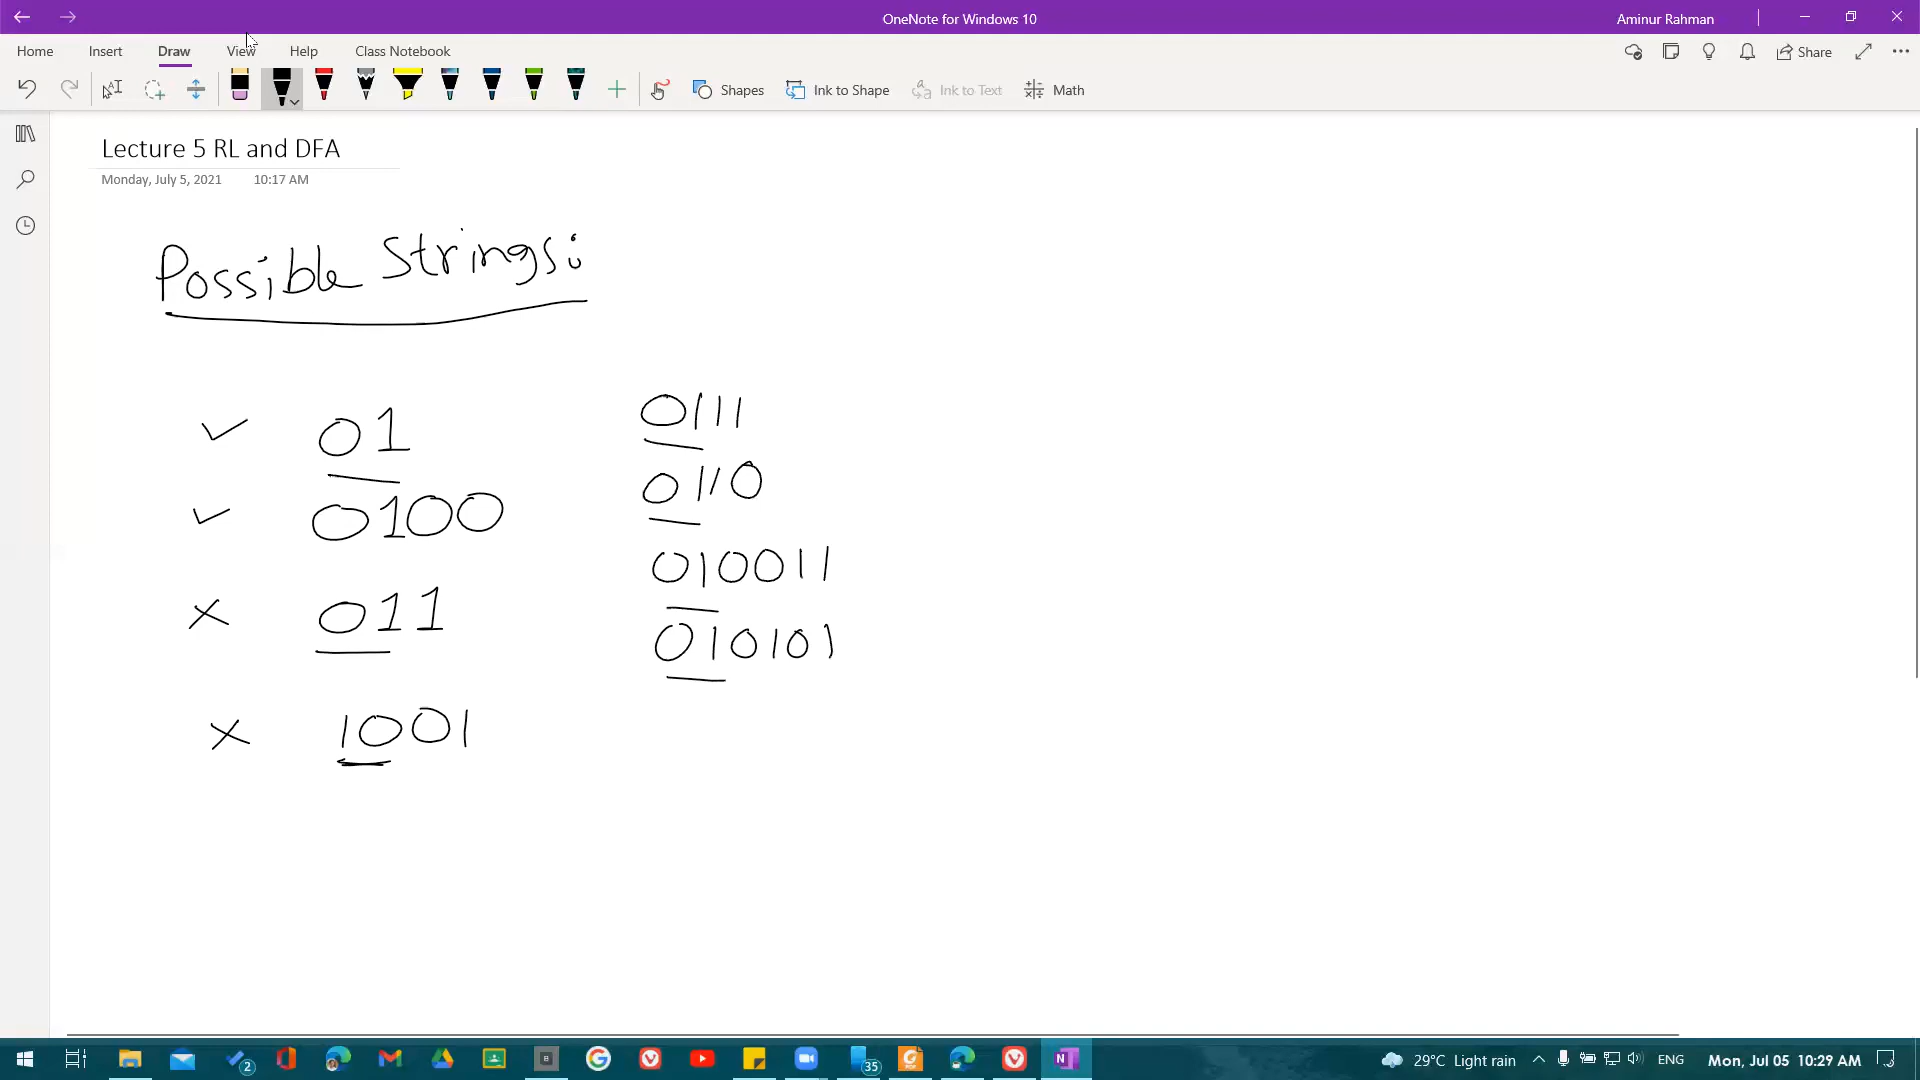 OneNote for Windows 10
Aminur Rahman
Home Insert Draw View Help Class Notebook
Share
Shapes Ink to Shape Ink to Text Math
Lecture 5 RL and DFA
Monday, July 5, 2021 10:17 AM
Possible Strings:
✓ 01
✓ 0100
× 011
× 1001
0111
0110
010011
010101
2
35
29°C Light rain
ENG
Mon, Jul 05 10:29 AM